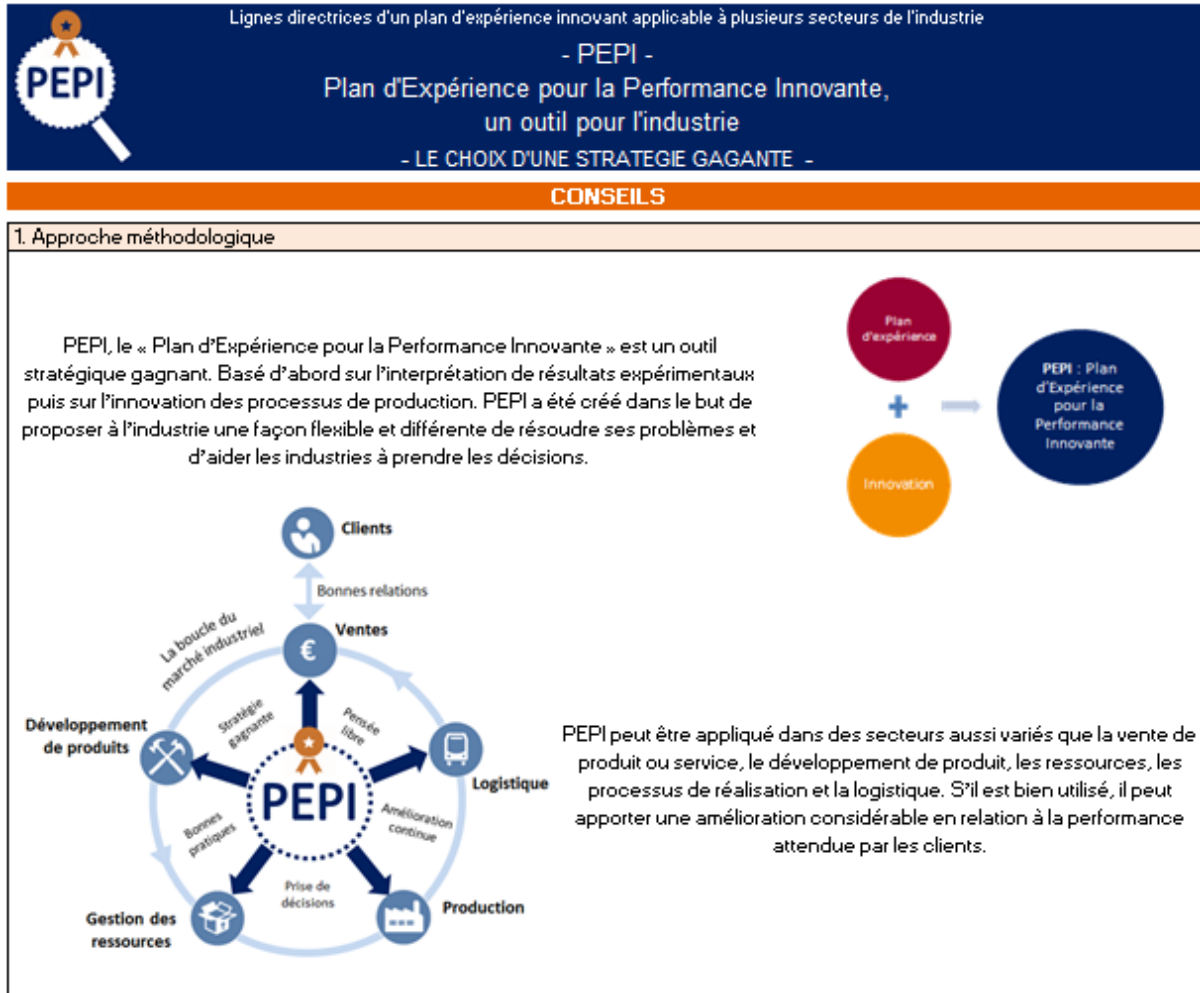 Lignes directrices d'un plan d'expérience innovant applicable à plusieurs secteurs de l'industrie
PEPI
- PEPI -
Plan d'Expérience pour la Performance Innovante,
un outil pour l'industrie
- LE CHOIX D'UNE STRATEGIE GAGANTE -
CONSEILS
1. Approche méthodologique
PEPI, le « Plan d'Expérience pour la Performance Innovante » est un outil
stratégique gagnant. Basé d'abord sur l'interprétation de résultats expérimentaux
puis sur l'innovation des processus de production. PEPI a été créé dans le but de
proposer à l'industrie une façon flexible et différente de résoudre ses problèmes et
d'aider les industries à prendre les décisions.
Plan
d'expérience
+
Innovation
PEPI : Plan
d'Expérience
pour la
Performance
Innovante
Clients
Bonnes relations
Ventes
€
La boucle du
marché industriel
Développement
de produits
Stratégie
gagnante
Pensée
libre
Logistique
PEPI
Bonnes
pratiques
Amélioration
continue
Prise de
décisions
Gestion des
ressources
Production
PEPI peut être appliqué dans des secteurs aussi variés que la vente de
produit ou service, le développement de produit, les ressources, les
processus de réalisation et la logistique. S'il est bien utilisé, il peut
apporter une amélioration considérable en relation à la performance
attendue par les clients.